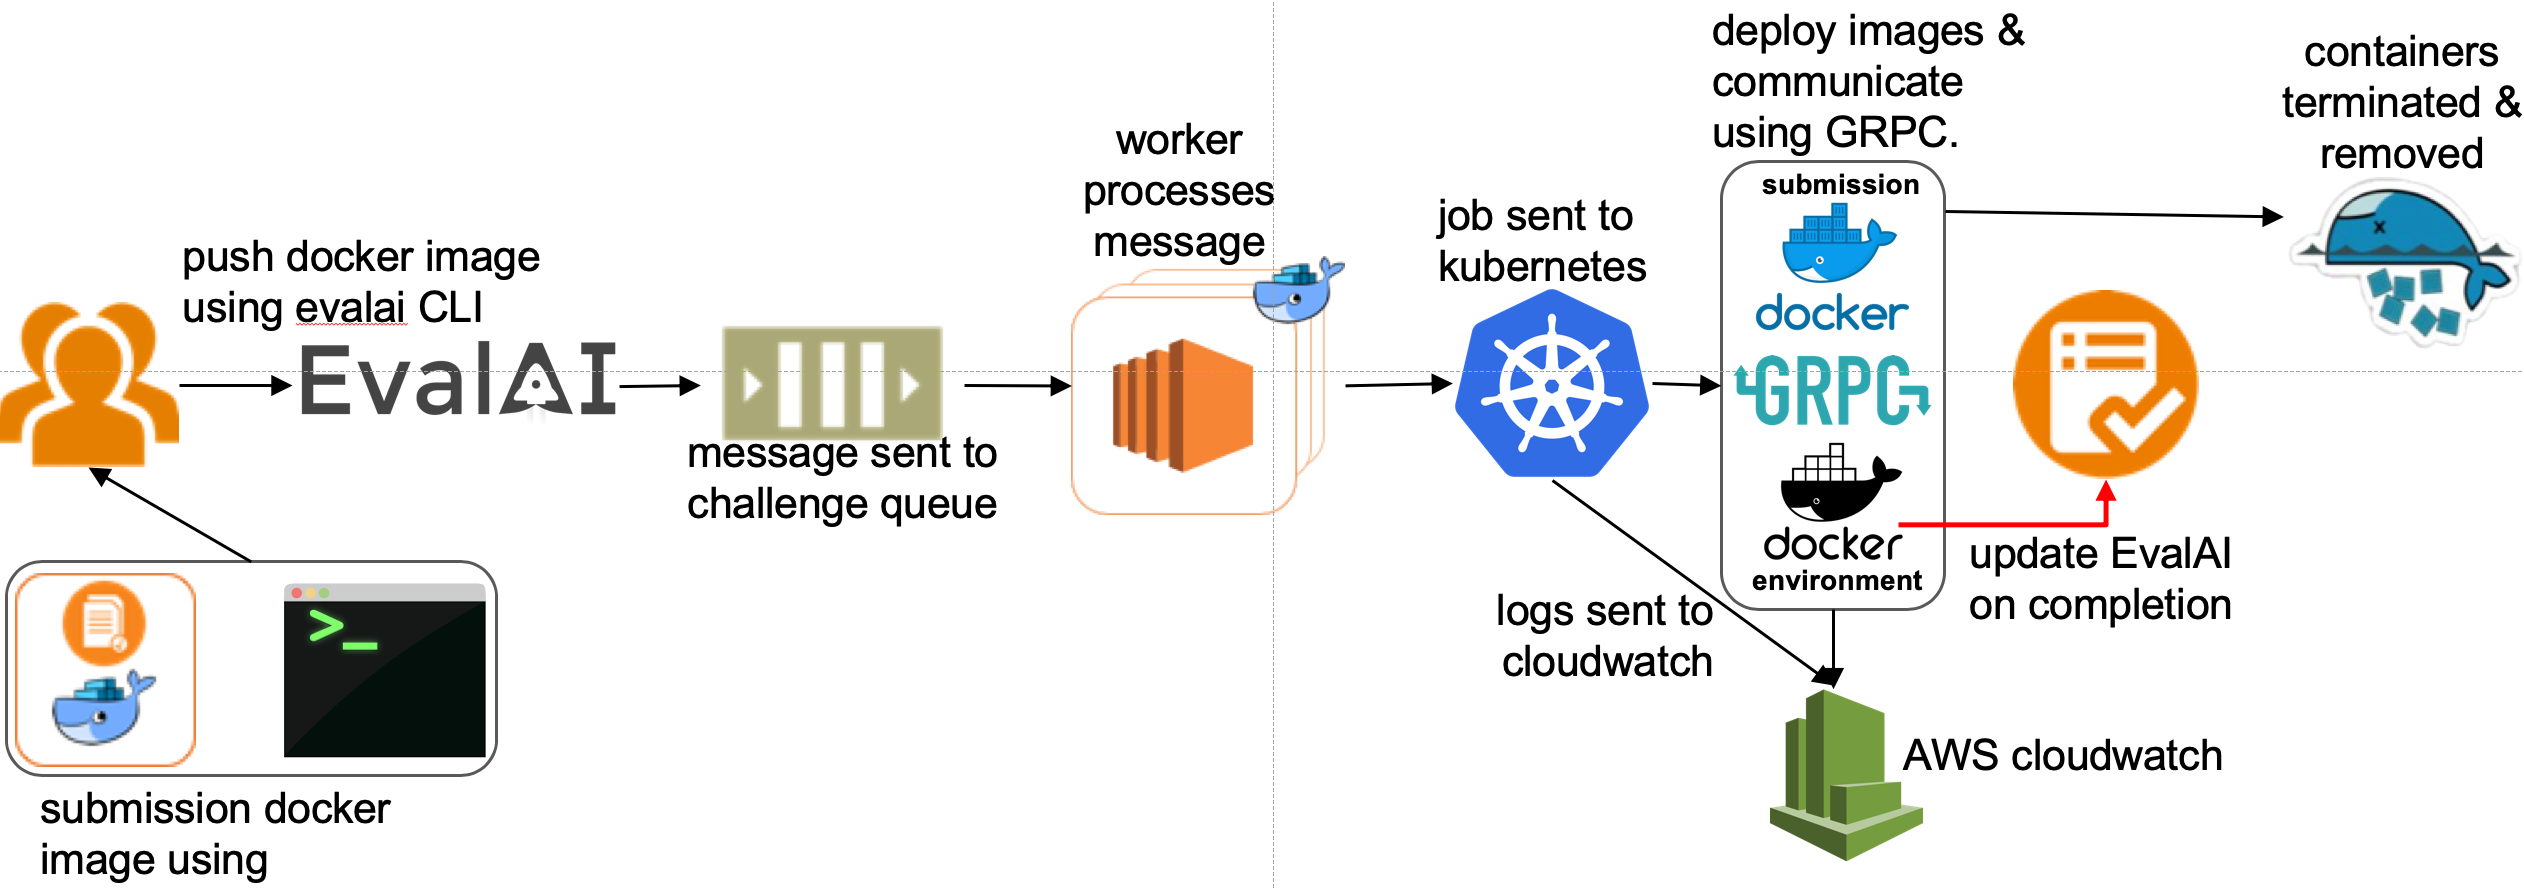 deploy images &
communicate
using GRPC.
containers
terminated &
removed
worker
processes
message
job sent to
kubernetes
submission
docker
GRPC
docker
environment
push docker image
using evalai CLI
EvalAI
message sent to
challenge queue
update EvalAI
on completion
logs sent to
cloudwatch
AWS cloudwatch
>_
submission docker
image using